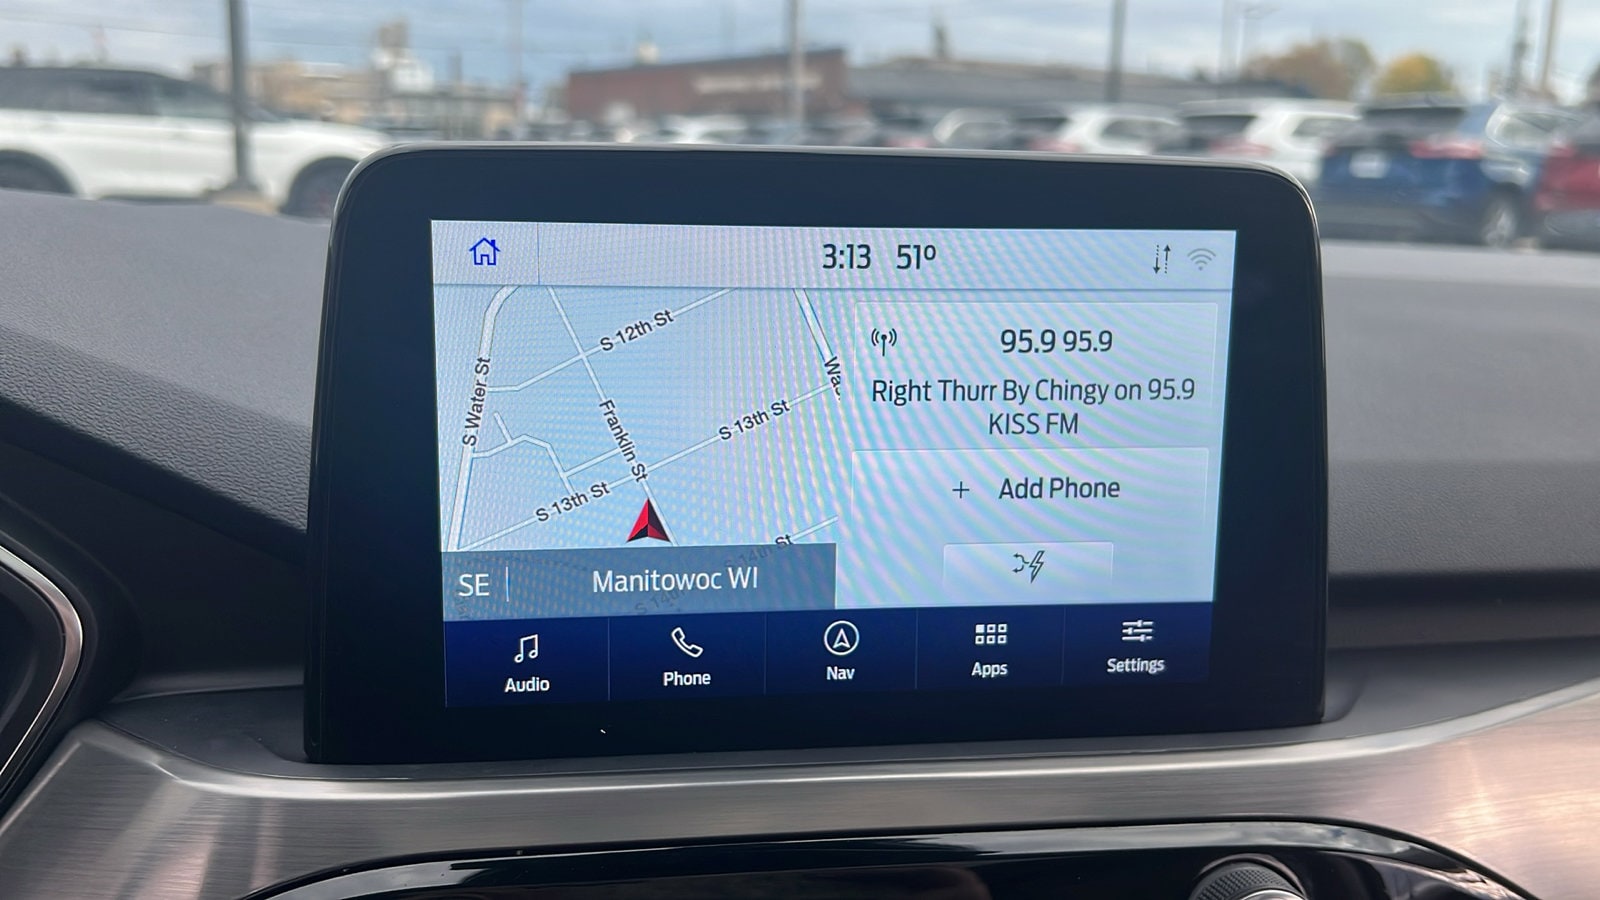 3:13 51º
S 12th St
S Water St
Franklin St
S 13th St
S 13th St
SE
Manitowoc WI
95.9 95.9
Right Thurr By Chingy on 95.9
KISS FM
+ Add Phone
Audio
Phone
Nav
Apps
Settings